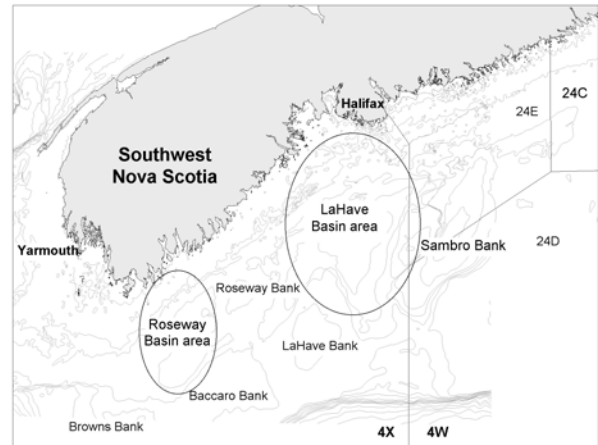 Halifax
24C
24E
Southwest
Nova Scotia
LaHave
Basin area
Yarmouth
Sambro Bank
24D
Roseway Bank
Roseway
Basin area
LaHave Bank
Baccaro Bank
Browns Bank
4X
4W